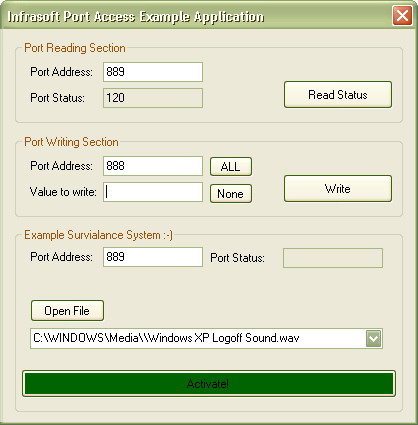 Infrasoft Port Access Example Application
Port Reading Section
Port Address: 889
Port Status: 120
Read Status
Port Writing Section
Port Address: 888 ALL
Value to write: None
Write
Example Survialance System :-)
Port Address: 889 Port Status:
Open File
C:\WINDOWS\Media\\Windows XP Logoff Sound.wav
Activate!